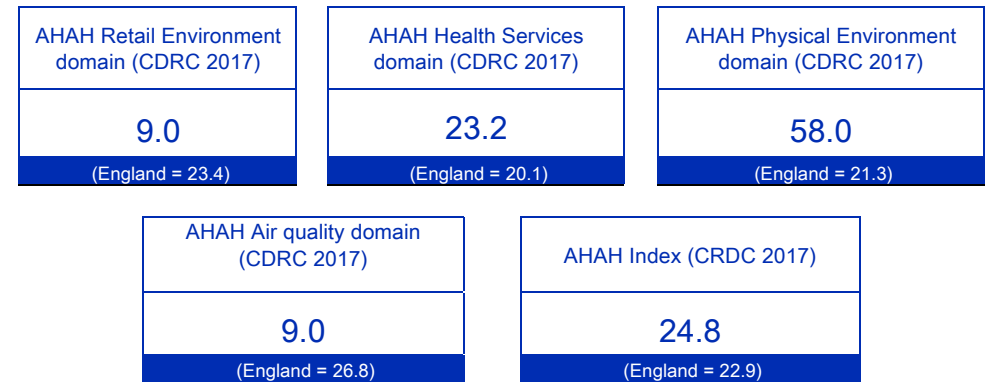 AHAH Retail Environment
domain (CDRC 2017)
9.0
(England = 23.4)
AHAH Health Services
domain (CDRC 2017)
23.2
(England = 20.1)
AHAH Physical Environment
domain (CDRC 2017)
58.0
(England = 21.3)
AHAH Air quality domain
(CDRC 2017)
9.0
(England = 26.8)
AHAH Index (CRDC 2017)
24.8
(England = 22.9)